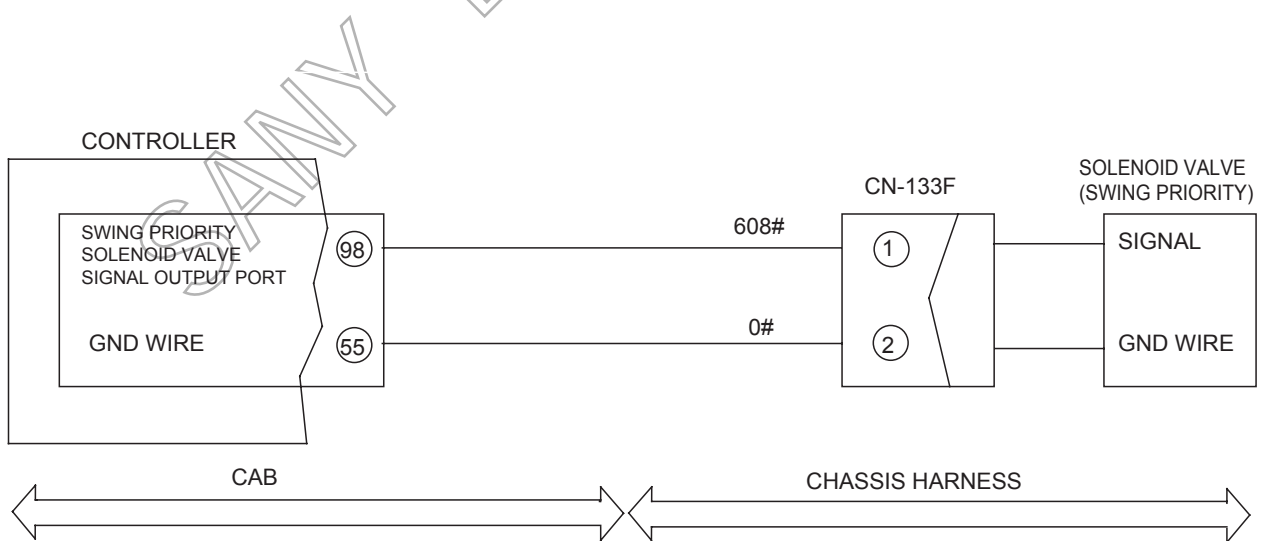 SANY
CONTROLLER
SWING PRIORITY
SOLENOID VALVE
SIGNAL OUTPUT PORT
98
GND WIRE
55
608#
0#
CN-133F
1
2
SOLENOID VALVE
(SWING PRIORITY)
SIGNAL
GND WIRE
CAB
CHASSIS HARNESS